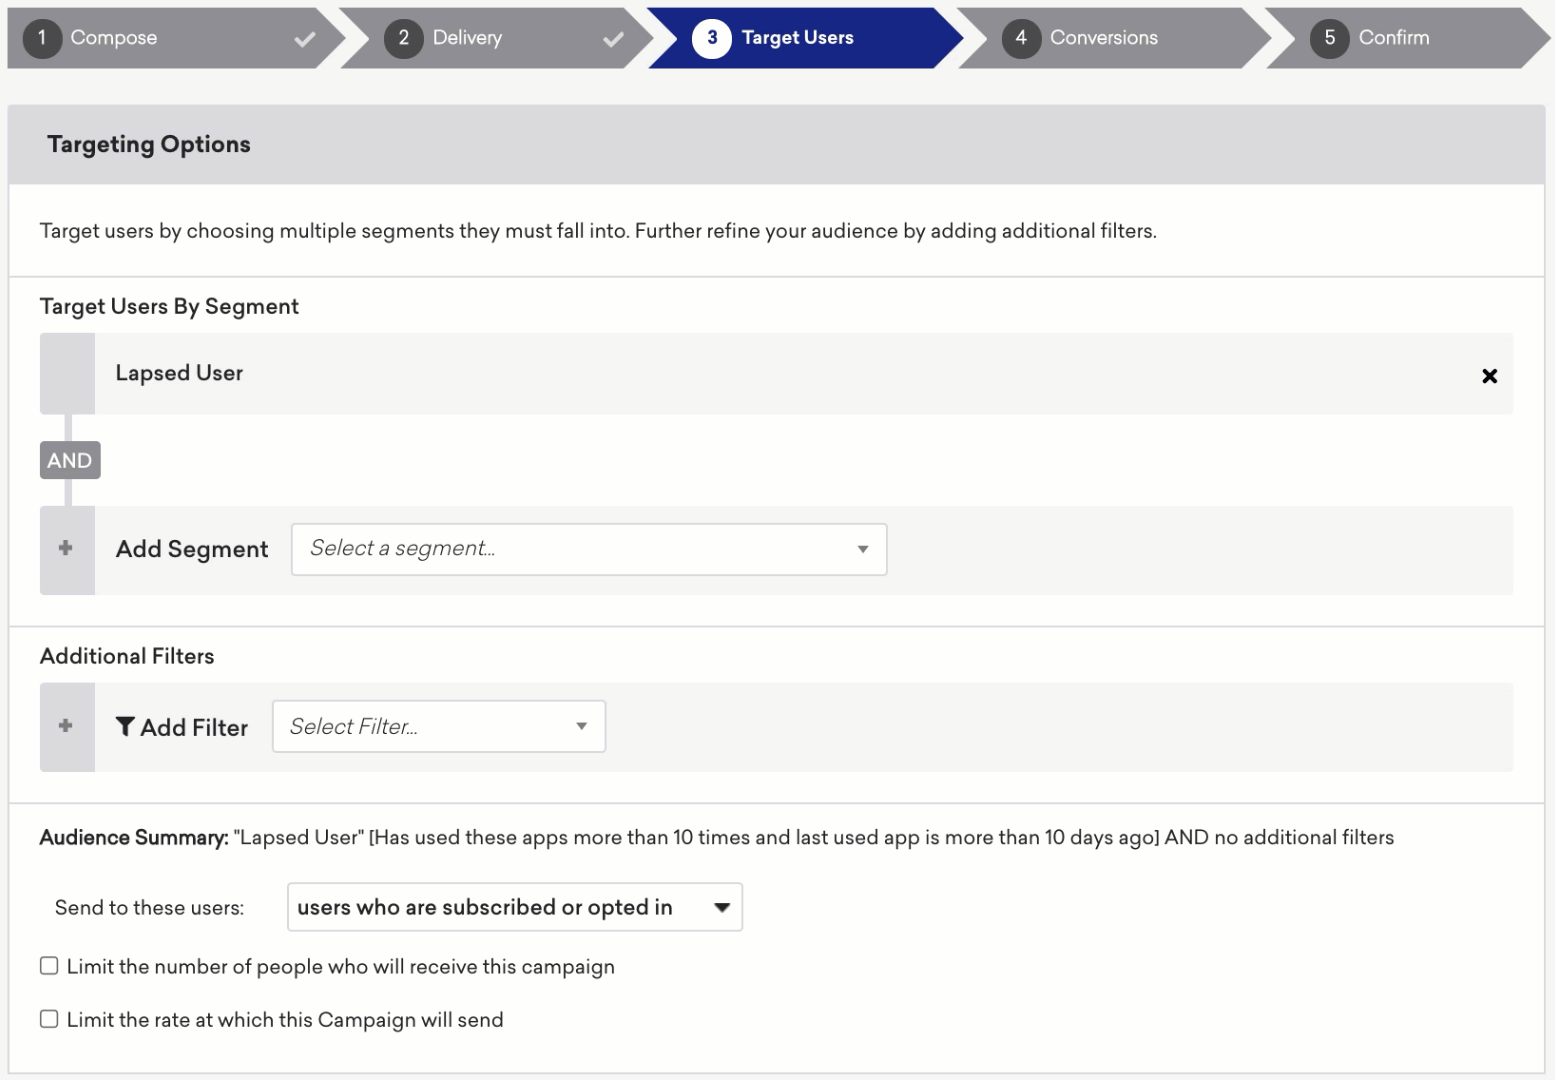 1 Compose
2 Delivery
3 Target Users
4 Conversions
5 Confirm
Targeting Options
Target users by choosing multiple segments they must fall into. Further refine your audience by adding additional filters.
Target Users By Segment
Lapsed User
AND
Add Segment Select a segment...
Additional Filters
Add Filter Select Filter...
Audience Summary: "Lapsed User" [Has used these apps more than 10 times and last used app is more than 10 days ago] AND no additional filters
Send to these users: users who are subscribed or opted in
Limit the number of people who will receive this campaign
Limit the rate at which this Campaign will send